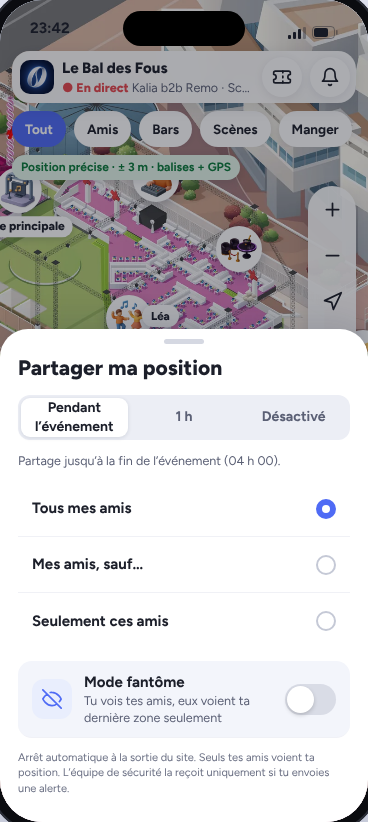 23:42
Le Bal des Fous
En direct Kalia b2b Remo · Sc...
Tout
Amis
Bars
Scènes
Manger
Position précise · ± 3 m · balises + GPS
e principale
Léa
Partager ma position
Pendant
l'événement
1 h
Désactivé
Partage jusqu'à la fin de l'événement (04 h 00).
Tous mes amis
Mes amis, sauf...
Seulement ces amis
Mode fantôme
Tu vois tes amis, eux voient ta
dernière zone seulement
Arrêt automatique à la sortie du site. Seuls tes amis voient ta
position. L'équipe de sécurité la reçoit uniquement si tu envoies
une alerte.